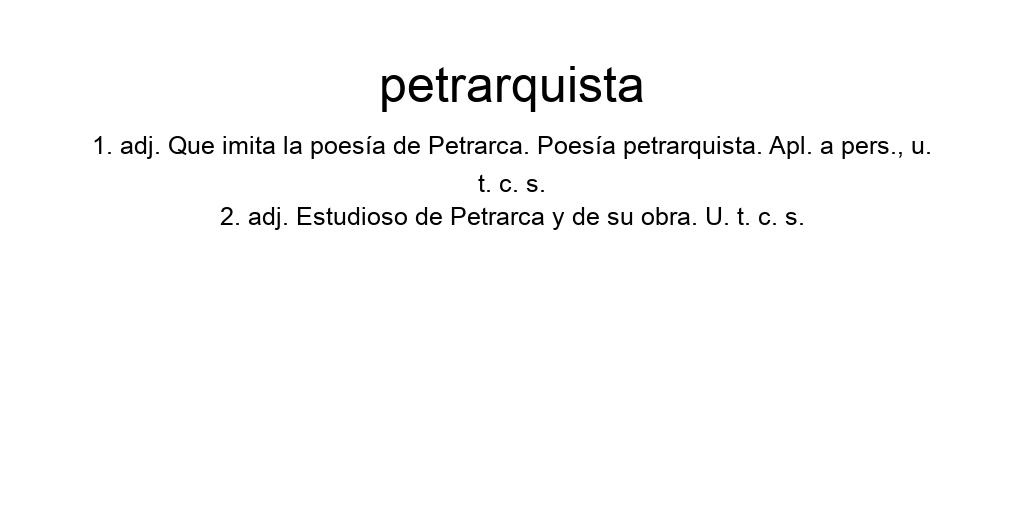 petrarquista
1. adj. Que imita la poesía de Petrarca. Poesía petrarquista. Apl. a pers., u.
t. c. s.
2. adj. Estudioso de Petrarca y de su obra. U. t. c. s.